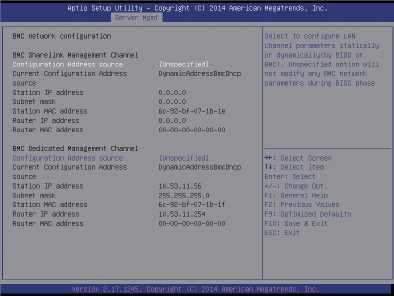 Aptio Setup Utility - Copyright (C) 2014 American Megatrends, Inc.
Server Mgmt
BMC network configuration
BMC Sharelink Management Channel
Configuration Address source [Unspecified]
Current Configuration Address DynamicAddressBmcDhcp
source
Station IP address 0.0.0.0
Subnet mask 0.0.0.0
Station MAC address 6c-92-bf-07-1b-1e
Router IP address 0.0.0.0
Router MAC address 00-00-00-00-00-00
BMC Dedicated Management Channel
Configuration Address source [Unspecified]
Current Configuration Address DynamicAddressBmcDhcp
source
Station IP address 10.53.11.56
Subnet mask 255.255.255.0
Station MAC address 6c-92-bf-07-1b-1f
Router IP address 10.53.11.254
Router MAC address 00-00-00-00-00-00
Select to configure LAN
channel parameters statically
or dynamically(by BIOS or
BMC). Unspecified option will
not modify any BMC network
parameters during BIOS phase
→←: Select Screen
↑↓: Select Item
Enter: Select
+/-: Change Opt.
F1: General Help
F2: Previous Values
F9: Optimized Defaults
F10: Save & Exit
ESC: Exit
Version 2.17.1245. Copyright (C) 2014 American Megatrends, Inc.